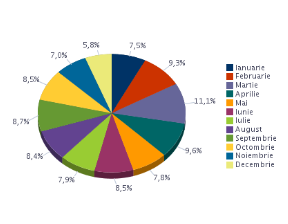 5,8%
7,5%
7,0%
9,3%
8,5%
11,1%
8,7%
9,6%
8,4%
7,8%
7,9%
8,5%
Ianuarie
Februarie
Martie
Aprilie
Mai
Iunie
Iulie
August
Septembrie
Octombrie
Noiembrie
Decembrie